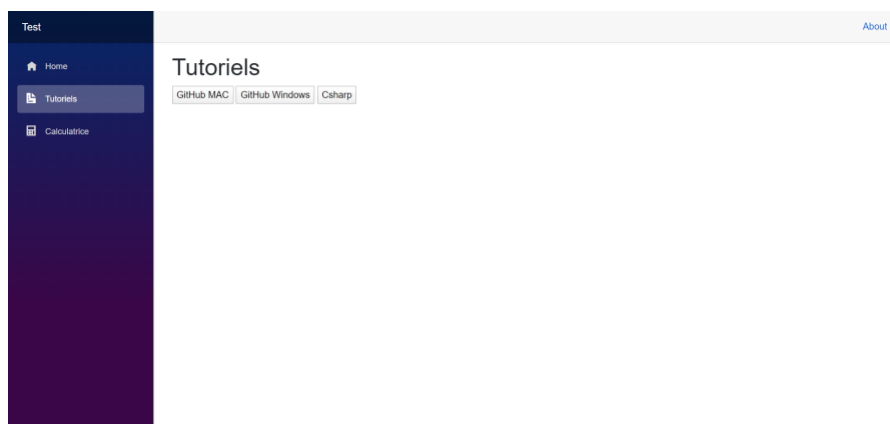 Test
About
Home
Tutoriels
Calculatrice
Tutoriels
GitHub MAC GitHub Windows Csharp